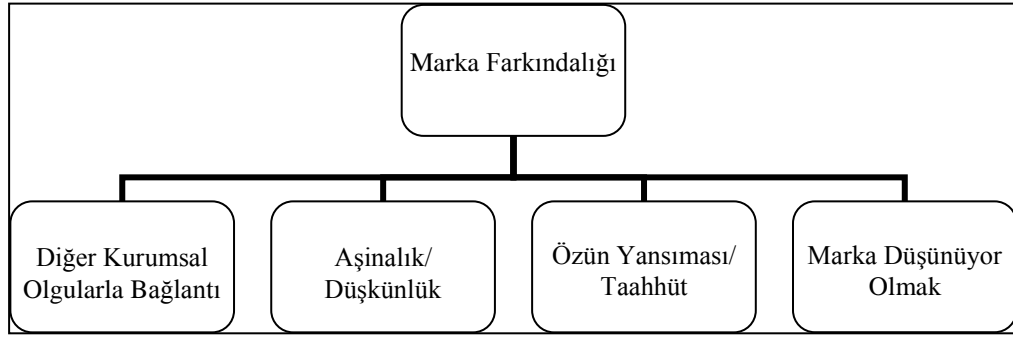 Marka Farkındalığı
Diğer Kurumsal
Olgularla Bağlantı
Aşinalık/
Düşkünlük
Özün Yansıması/
Taahhüt
Marka Düşünüyor
Olmak